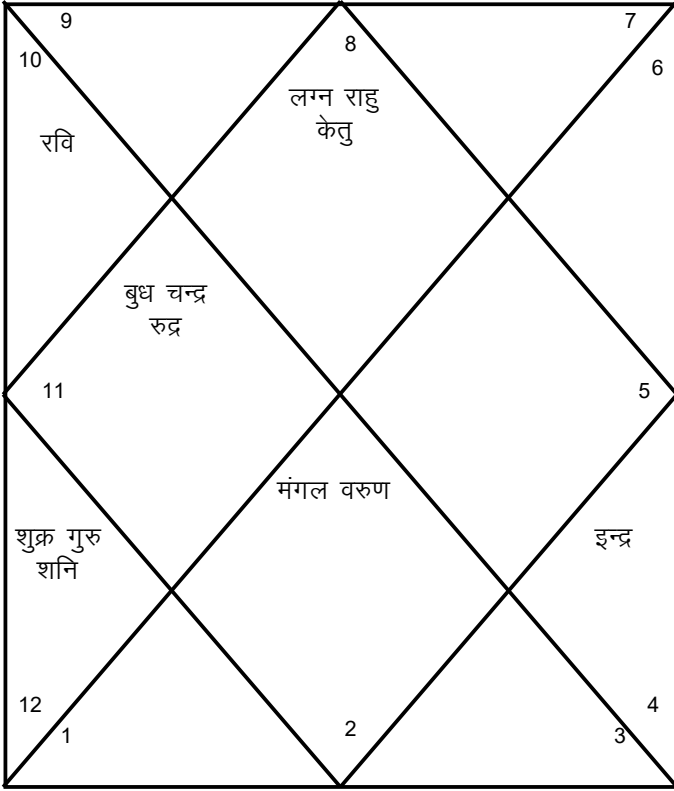 9
8
7
10
6
लग्न राहु
केतु
रवि
बुध चन्द्र
रुद्र
11
5
मंगल वरुण
शुक्र गुरु
शनि
इन्द्र
12
4
1
2
3